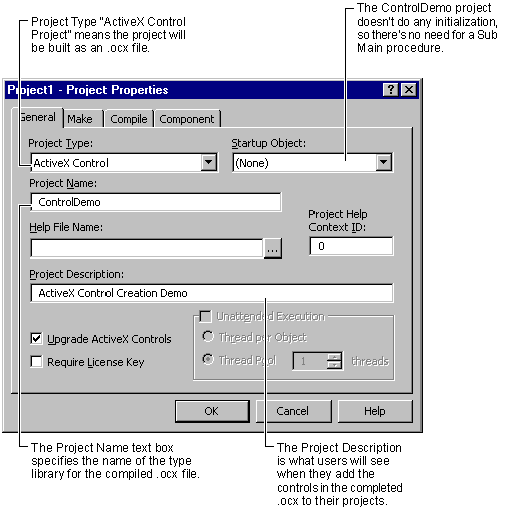 Project Type "ActiveX Control
Project" means the project will
be built as an .ocx file.
The ControlDemo project
doesn't do any initialization,
so there's no need for a Sub
Main procedure.
Project1 - Project Properties
General Make Compile Component
Project Type:
ActiveX Control
Startup Object:
(None)
Project Name:
ControlDemo
Help File Name:
...
Project Help
Context ID:
0
Project Description:
ActiveX Control Creation Demo
Upgrade ActiveX Controls
Require License Key
Unattended Execution
Thread per Object
Thread Pool 1 threads
OK Cancel Help
The Project Name text box
specifies the name of the type
library for the compiled .ocx file.
The Project Description
is what users will see
when they add the
controls in the completed
.ocx to their projects.